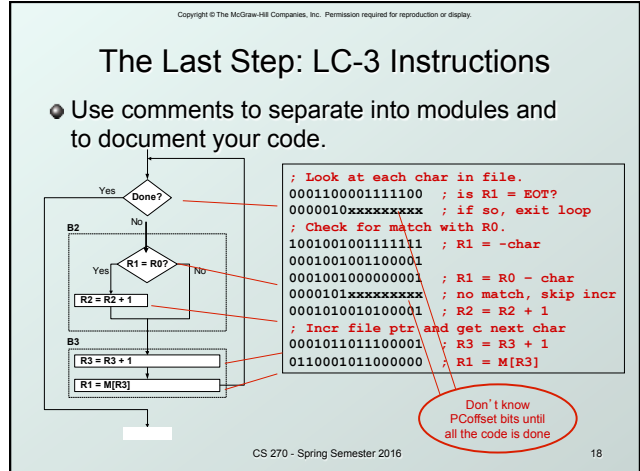 Copyright © The McGraw-Hill Companies, Inc. Permission required for reproduction or display.
The Last Step: LC-3 Instructions
Use comments to separate into modules and
to document your code.
Yes
Done?
No
B2
Yes
R1 = R0?
No
R2 = R2 + 1
B3
R3 = R3 + 1
R1 = M[R3]
; Look at each char in file.
0001100001111100 ; is R1 = EOT?
0000010xxxxxxxxx ; if so, exit loop
; Check for match with R0.
1001001001111111 ; R1 = -char
0001001001100001
0001001000000001 ; R1 = R0 – char
0000101xxxxxxxxx ; no match, skip incr
0001010010100001 ; R2 = R2 + 1
; Incr file ptr and get next char
0001011011100001 ; R3 = R3 + 1
0110001011000000 ; R1 = M[R3]
Don't know
PCoffset bits until
all the code is done
CS 270 - Spring Semester 2016
18